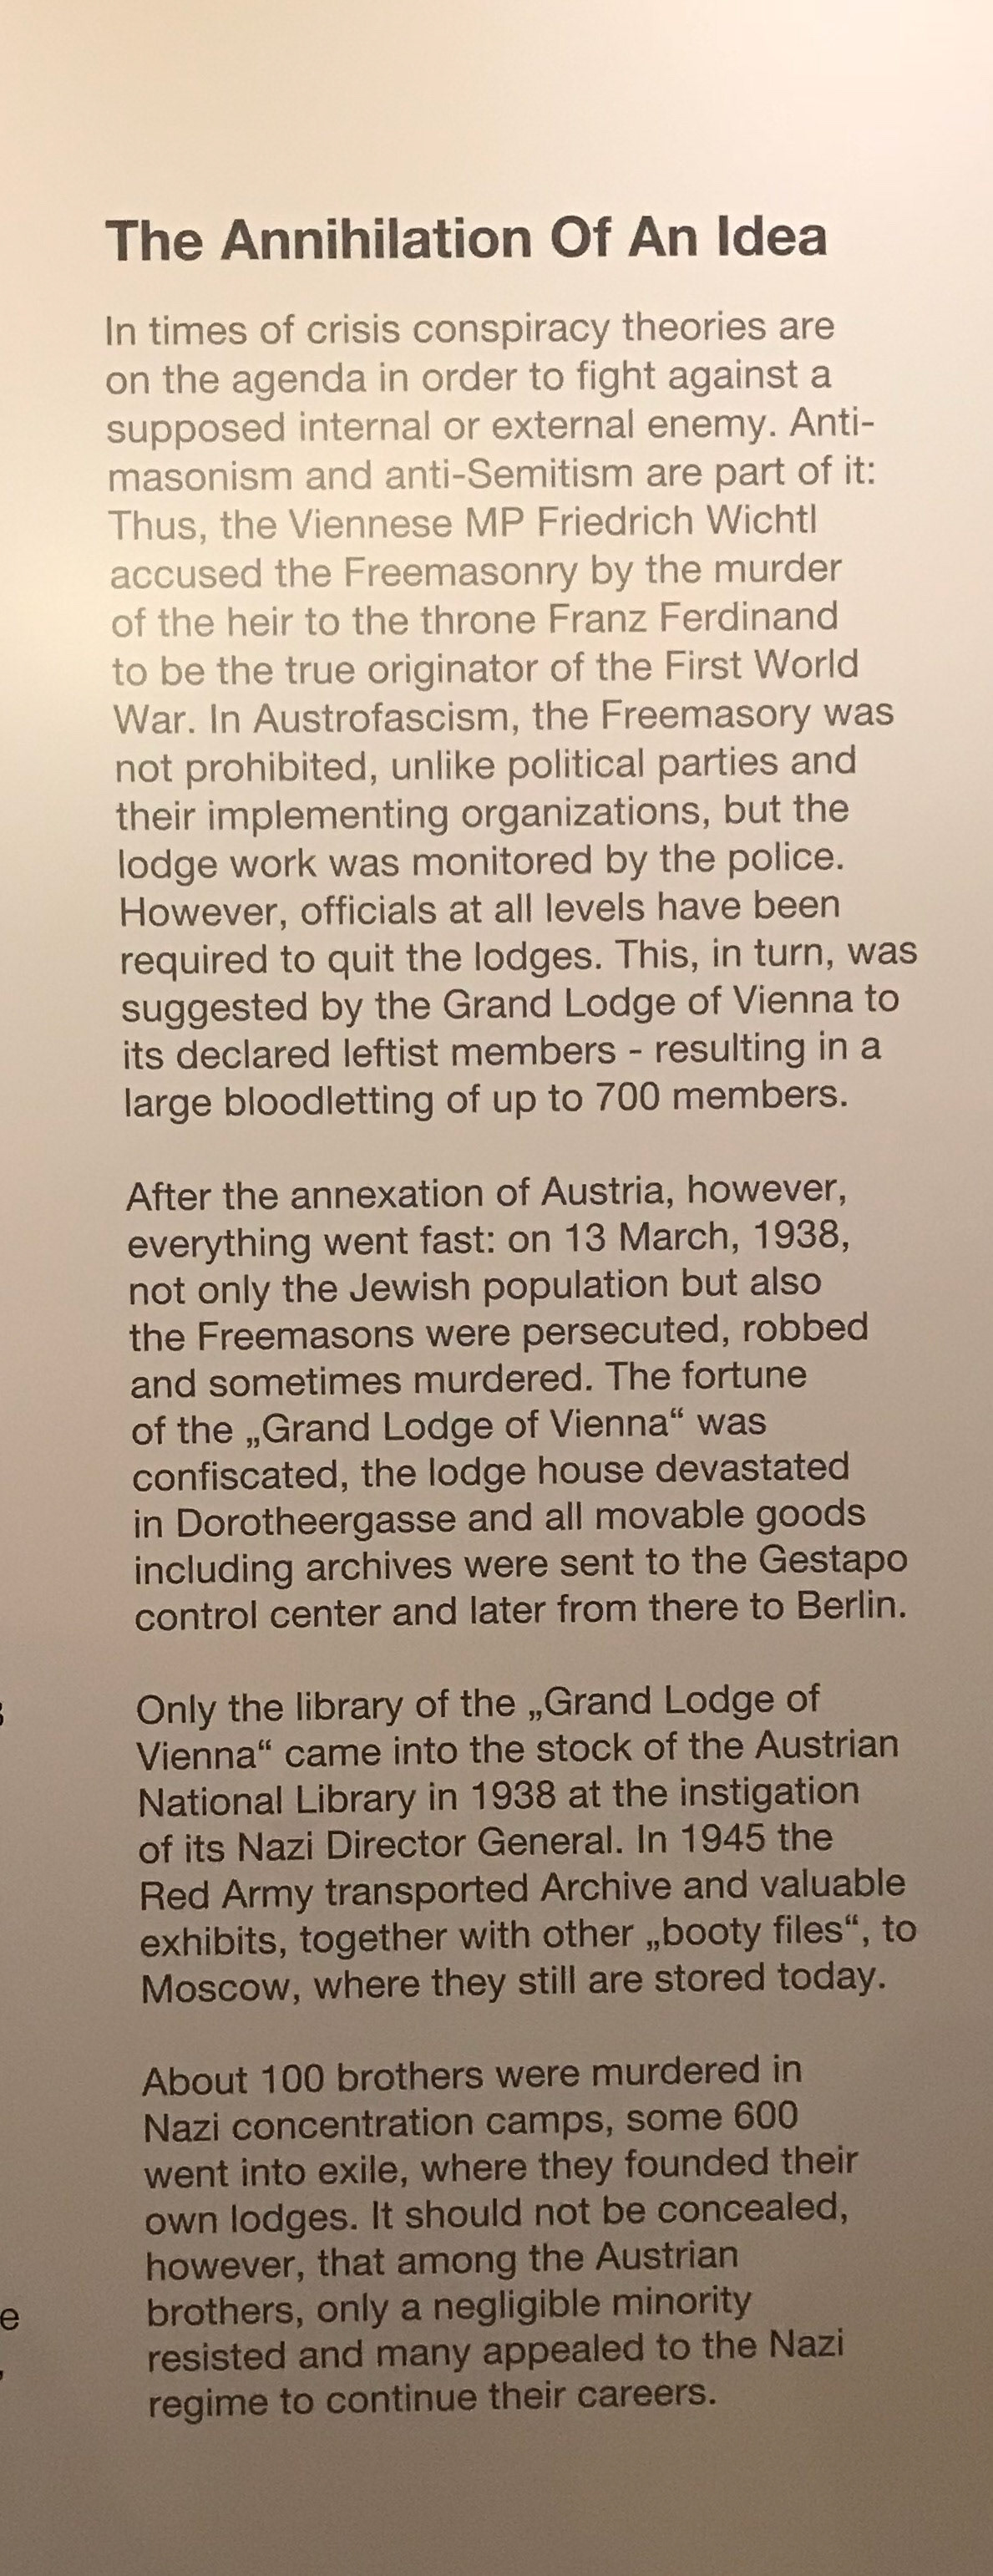 The Annihilation Of An Idea
In times of crisis conspiracy theories are
on the agenda in order to fight against a
supposed internal or external enemy. Anti-
masonism and anti-Semitism are part of it:
Thus, the Viennese MP Friedrich Wichtl
accused the Freemasonry by the murder
of the heir to the throne Franz Ferdinand
to be the true originator of the First World
War. In Austrofascism, the Freemasory was
not prohibited, unlike political parties and
their implementing organizations, but the
lodge work was monitored by the police.
However, officials at all levels have been
required to quit the lodges. This, in turn, was
suggested by the Grand Lodge of Vienna to
its declared leftist members - resulting in a
large bloodletting of up to 700 members.
After the annexation of Austria, however,
everything went fast: on 13 March, 1938,
not only the Jewish population but also
the Freemasons were persecuted, robbed
and sometimes murdered. The fortune
of the „Grand Lodge of Vienna“ was
confiscated, the lodge house devastated
in Dorotheergasse and all movable goods
including archives were sent to the Gestapo
control center and later from there to Berlin.
Only the library of the „Grand Lodge of
Vienna“ came into the stock of the Austrian
National Library in 1938 at the instigation
of its Nazi Director General. In 1945 the
Red Army transported Archive and valuable
exhibits, together with other „booty files“, to
Moscow, where they still are stored today.
About 100 brothers were murdered in
Nazi concentration camps, some 600
went into exile, where they founded their
own lodges. It should not be concealed,
however, that among the Austrian
brothers, only a negligible minority
resisted and many appealed to the Nazi
regime to continue their careers.